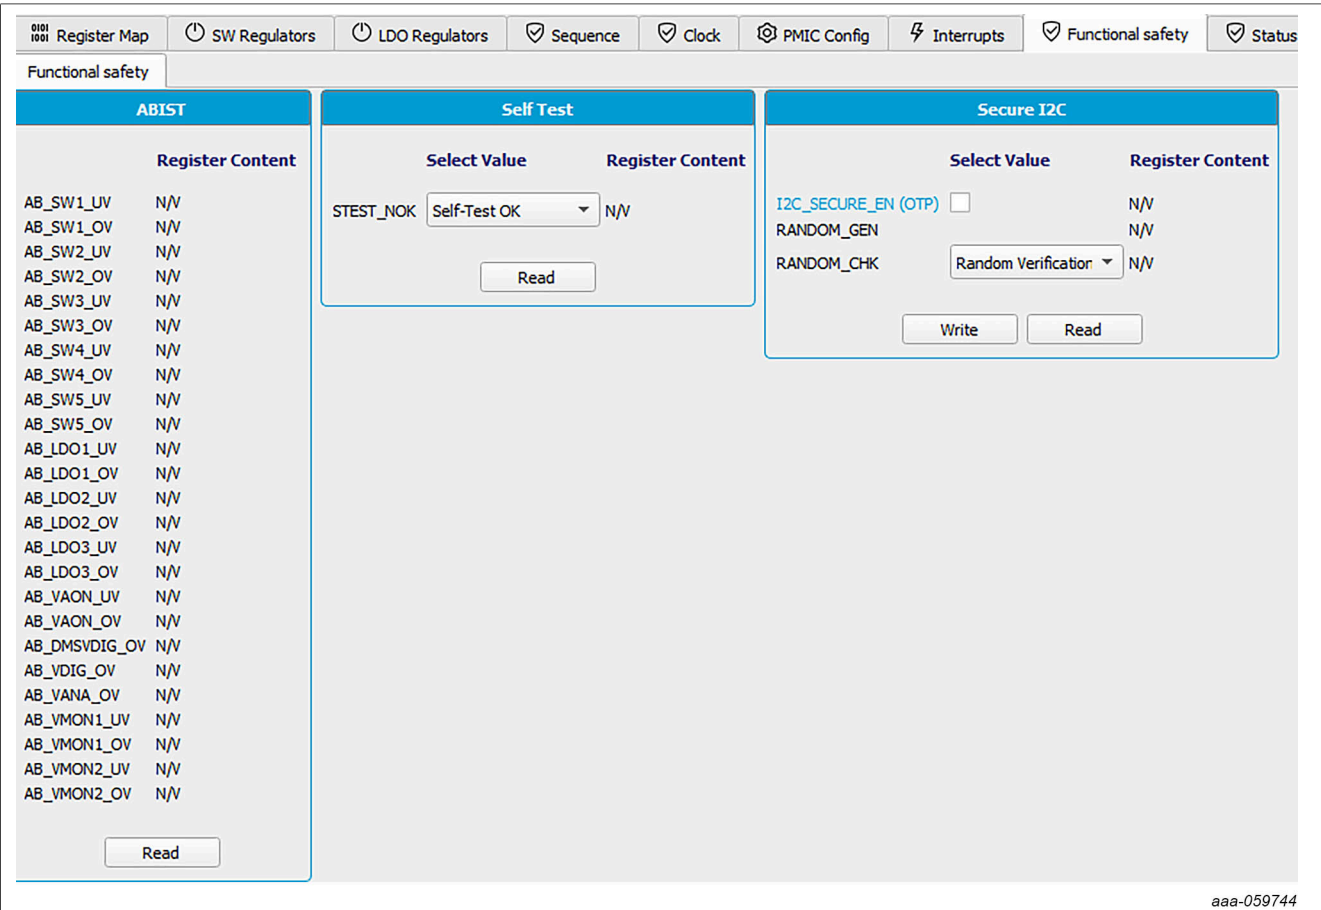 Register Map SW Regulators LDO Regulators Sequence Clock PMIC Config Interrupts Functional safety Status
Functional safety
ABIST
Register Content
AB_SW1_UV N/V
AB_SW1_OV N/V
AB_SW2_UV N/V
AB_SW2_OV N/V
AB_SW3_UV N/V
AB_SW3_OV N/V
AB_SW4_UV N/V
AB_SW4_OV N/V
AB_SW5_UV N/V
AB_SW5_OV N/V
AB_LDO1_UV N/V
AB_LDO1_OV N/V
AB_LDO2_UV N/V
AB_LDO2_OV N/V
AB_LDO3_UV N/V
AB_LDO3_OV N/V
AB_VAON_UV N/V
AB_VAON_OV N/V
AB_DMSVDIG_OV N/V
AB_VDIG_OV N/V
AB_VANA_OV N/V
AB_VMON1_UV N/V
AB_VMON1_OV N/V
AB_VMON2_UV N/V
AB_VMON2_OV N/V
Read
Self Test
Select Value Register Content
STEST_NOK Self-Test OK N/V
Read
Secure I2C
Select Value Register Content
I2C_SECURE_EN (OTP) N/V
RANDOM_GEN N/V
RANDOM_CHK Random Verification N/V
Write Read
aaa-059744